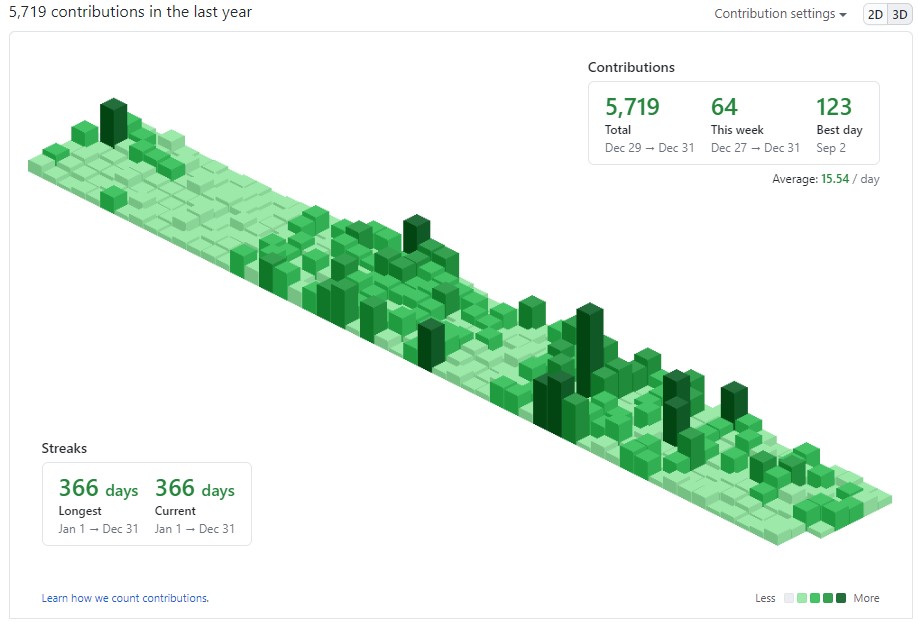 5,719 contributions in the last year
Contribution settings
2D 3D
Contributions
5,719 64 123
Total This week Best day
Dec 29 → Dec 31 Dec 27 → Dec 31 Sep 2
Average: 15.54 / day
Streaks
366 days 366 days
Longest Current
Jan 1 → Dec 31 Jan 1 → Dec 31
Learn how we count contributions.
Less More